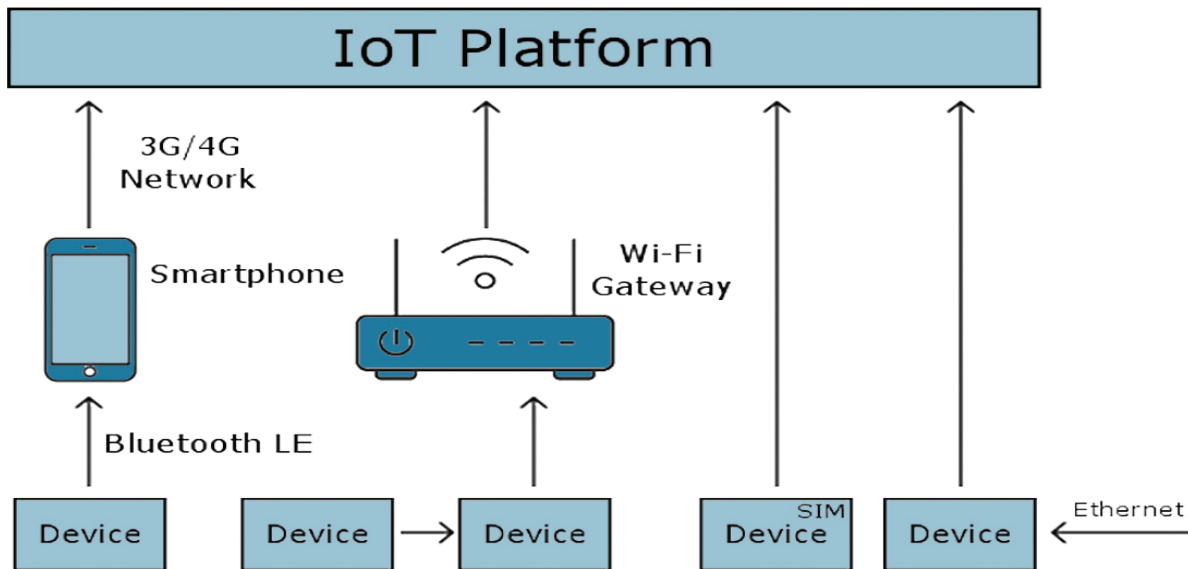 IoT Platform
3G/4G
Network
Smartphone
Wi-Fi
Gateway
Bluetooth LE
Device
Device
Device
SIM
Device
Device
Ethernet